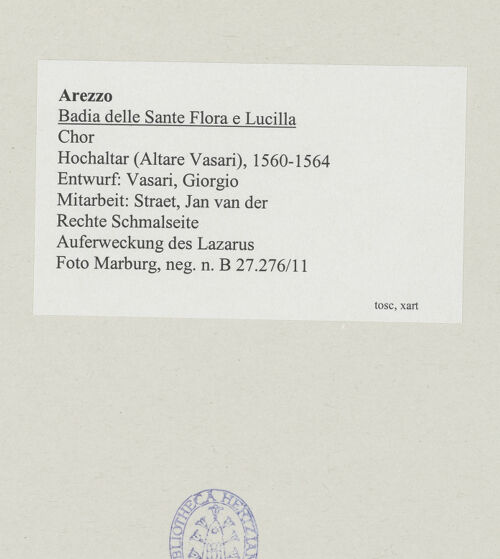 Arezzo
Badia delle Sante Flora e Lucilla
Chor
Hochaltar (Altare Vasari), 1560-1564
Entwurf: Vasari, Giorgio
Mitarbeit: Straet, Jan van der
Rechte Schmalseite
Auferweckung des Lazarus
Foto Marburg, neg. n. B 27.276/11
tosc, xart